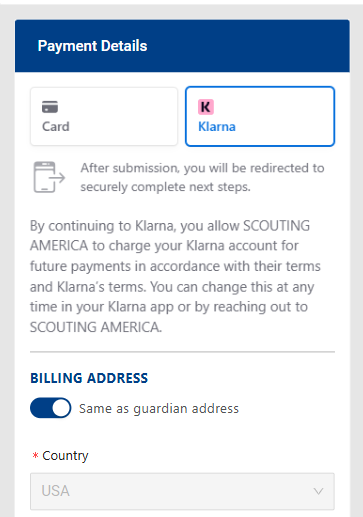 Payment Details
Card
K
Klarna
After submission, you will be redirected to
securely complete next steps.
By continuing to Klarna, you allow SCOUTING
AMERICA to charge your Klarna account for
future payments in accordance with their terms
and Klarna's terms. You can change this at any
time in your Klarna app or by reaching out to
SCOUTING AMERICA.
BILLING ADDRESS
Same as guardian address
* Country
USA